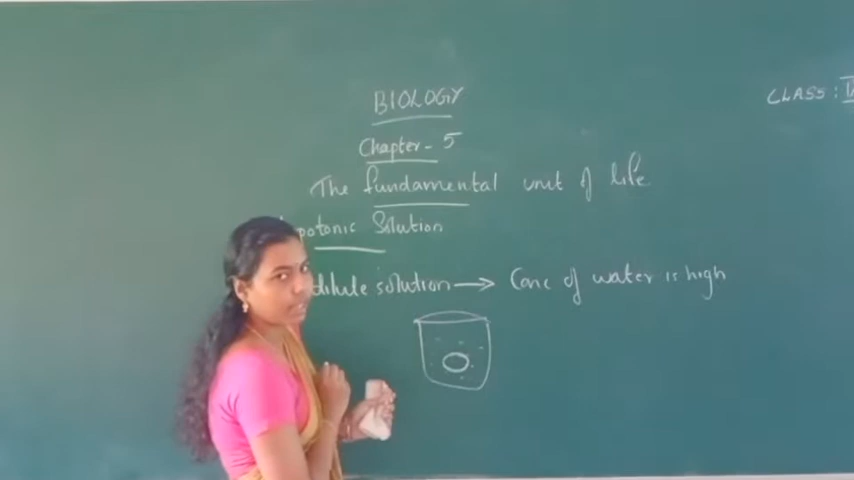 BIOLOGY
CLASS :
Chapter - 5
The fundamental unit of life
potonic Solution
dilute solution → Conc of water is high